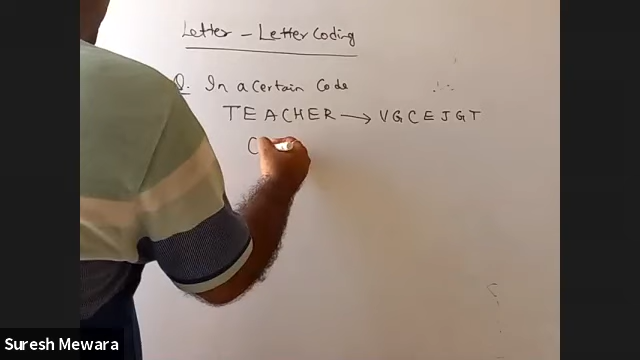 Letter - Letter Coding
Q. In a Certain Code
TEACHER → VGCEJGT
C
Suresh Mewara